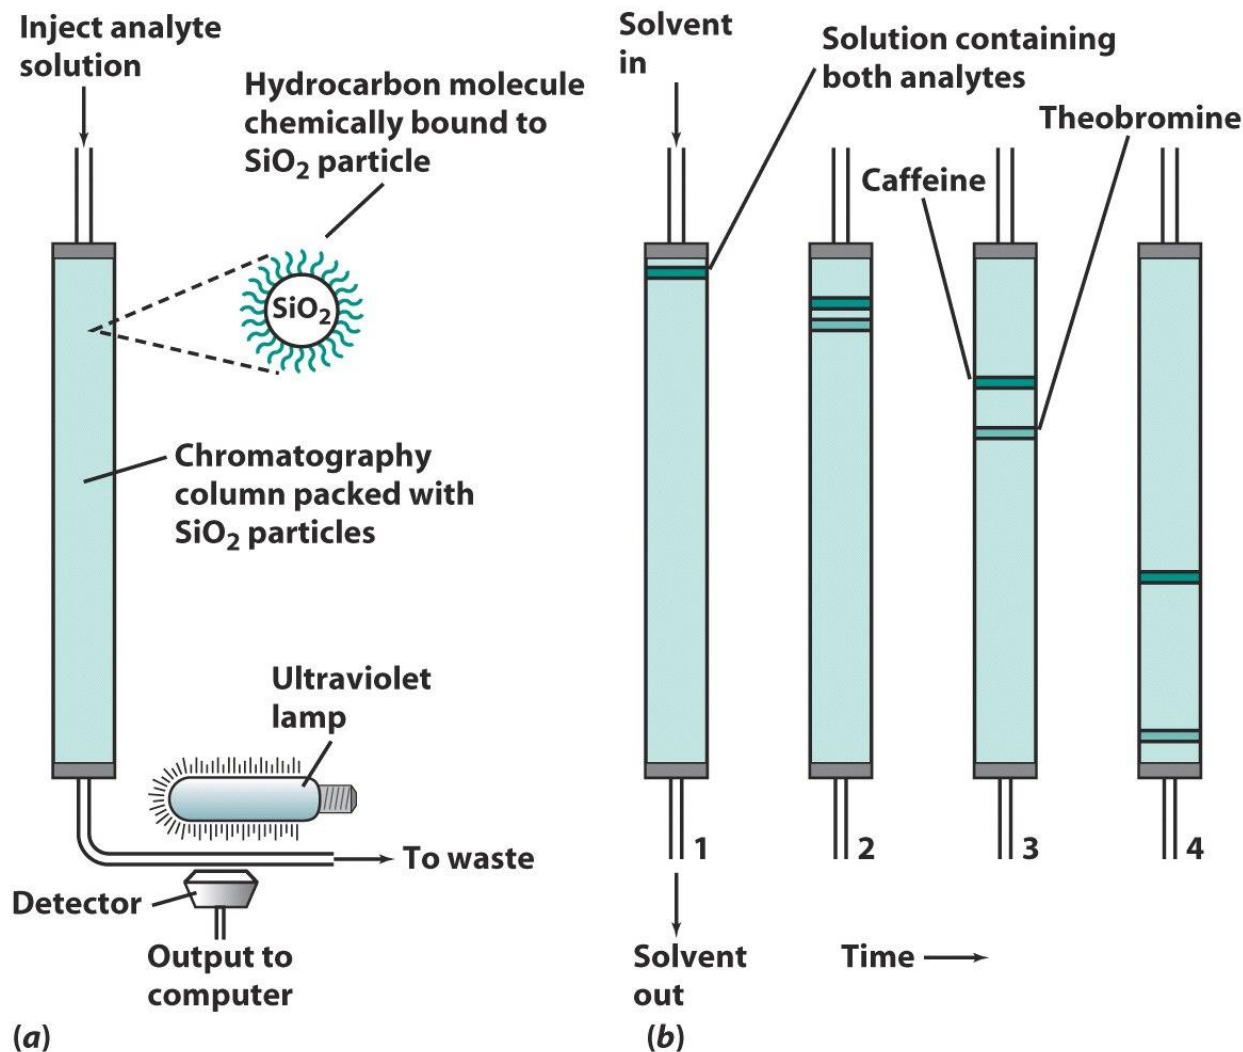 Inject analyte
solution
Hydrocarbon molecule
chemically bound to
SiO₂ particle
SiO₂
Chromatography
column packed with
SiO₂ particles
Ultraviolet
lamp
To waste
Detector
Output to
computer
(a)
Solvent
in
Solution containing
both analytes
Theobromine
Caffeine
1
2
3
4
Solvent
out
Time
(b)